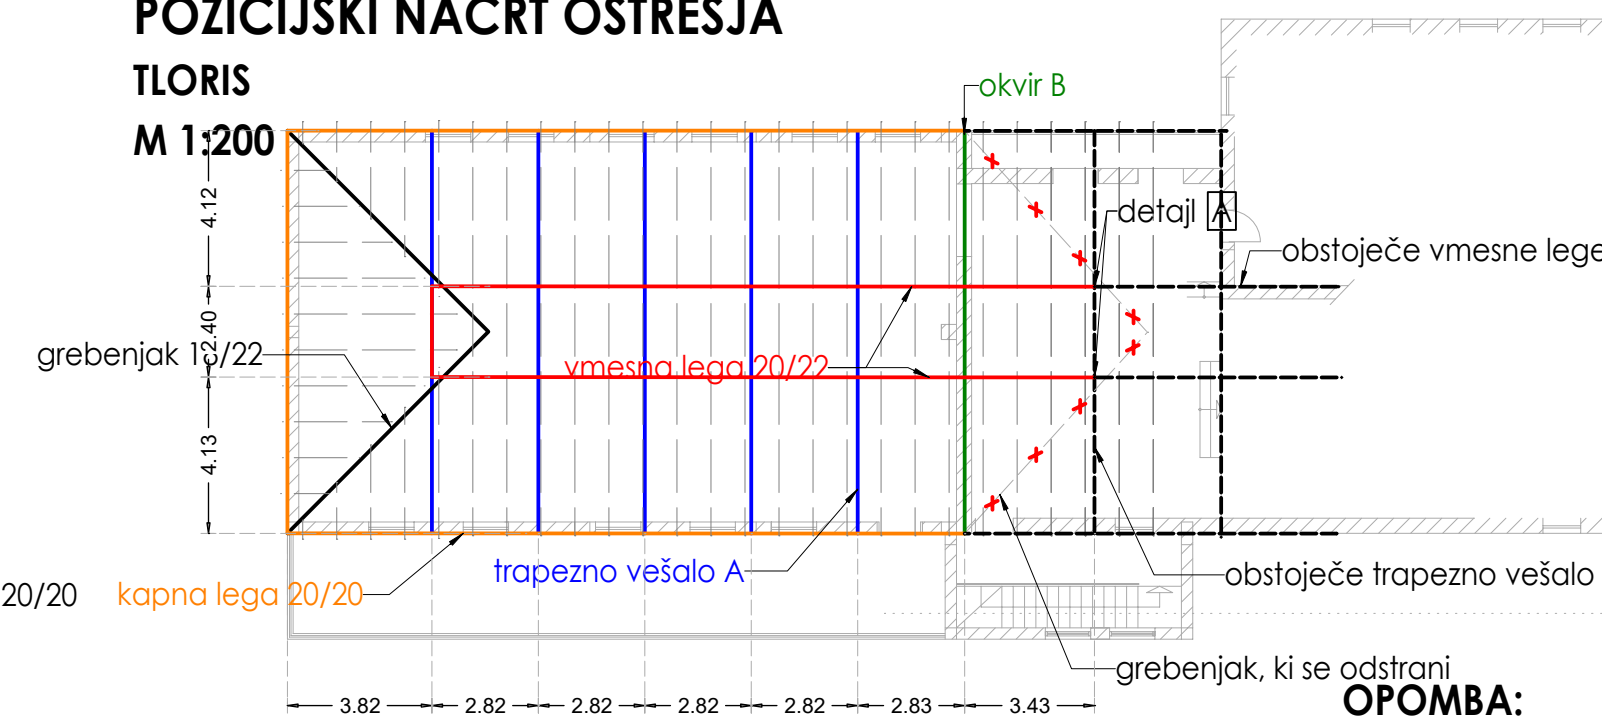 POZICIJSKI NAČRT OSTREŠJA
TLORIS
M 1:200
okvir B
4.12
detajl A
obstoječe vmesne lege
2.40
grebenjak 16/22
vmesna lega 20/22
4.13
trapezno vešalo A
obstoječe trapezno vešalo
20/20
kapna lega 20/20
grebenjak, ki se odstrani
OPOMBA:
3.82
2.82
2.82
2.82
2.82
2.83
3.43